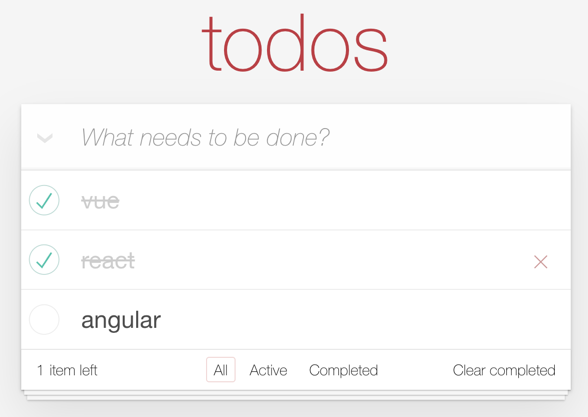 todos
What needs to be done?
vue
react
angular
1 item left All Active Completed Clear completed